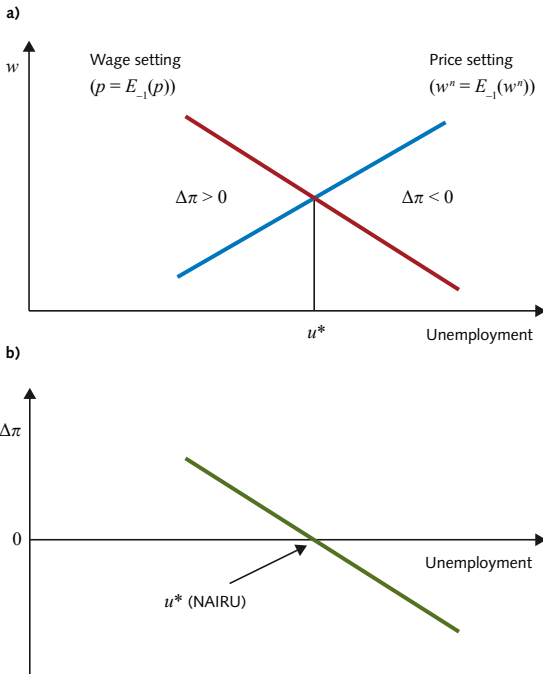 a)
w
Wage setting
(p = E₋₁(p))
Price setting
(wⁿ = E₋₁(wⁿ))
Δπ > 0
Δπ < 0
u*
Unemployment
b)
Δπ
0
Unemployment
u* (NAIRU)